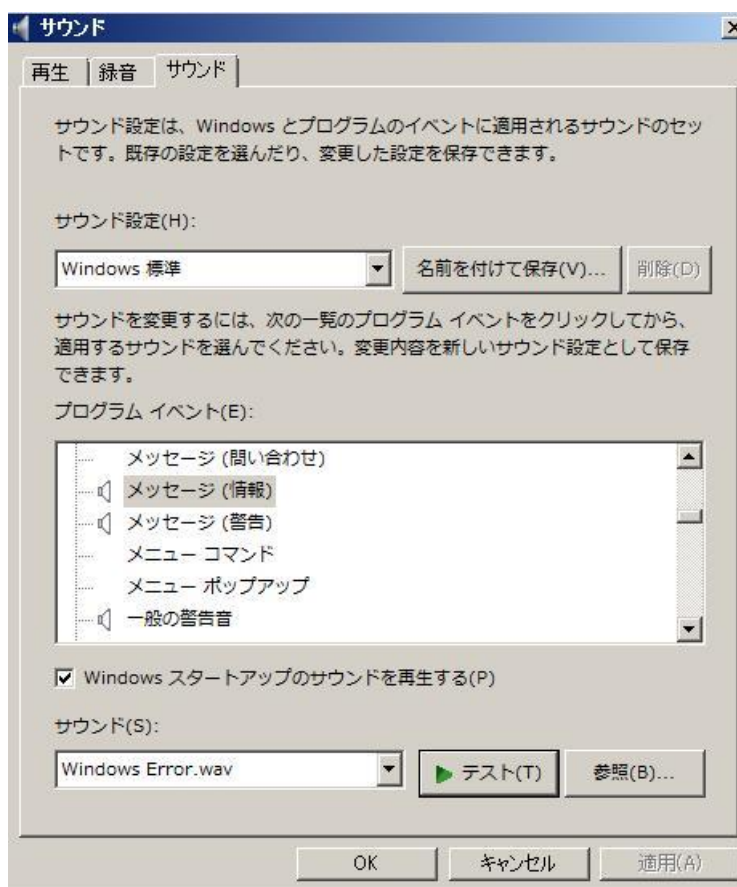 サウンド
再生
録音
サウンド
サウンド設定は、Windows とプログラムのイベントに適用されるサウンドのセッ
トです。既存の設定を選んだり、変更した設定を保存できます。
サウンド設定(H):
Windows 標準
名前を付けて保存(V)...
削除(D)
サウンドを変更するには、次の一覧のプログラム イベントをクリックしてから、
適用するサウンドを選んでください。変更内容を新しいサウンド設定として保存
できます。
プログラム イベント(E):
メッセージ (問い合わせ)
メッセージ (情報)
メッセージ (警告)
メニュー コマンド
メニュー ポップアップ
一般の警告音
Windows スタートアップのサウンドを再生する(P)
サウンド(S):
Windows Error.wav
テスト(T)
参照(B)...
OK
キャンセル
適用(A)